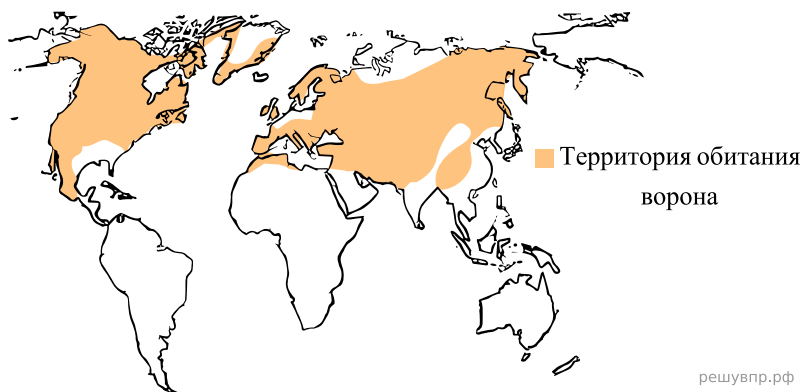 Территория обитания
ворона
решувпр.рф